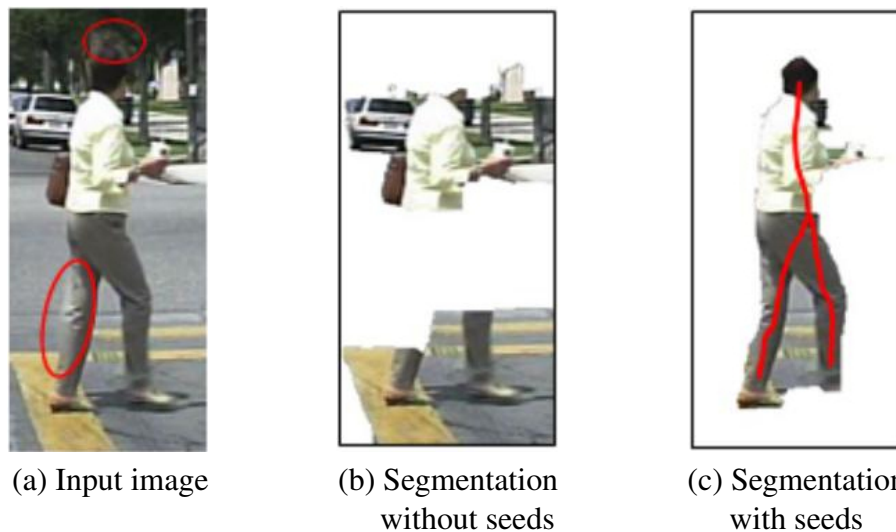 (a) Input image
(b) Segmentation
without seeds
(c) Segmentation
with seeds